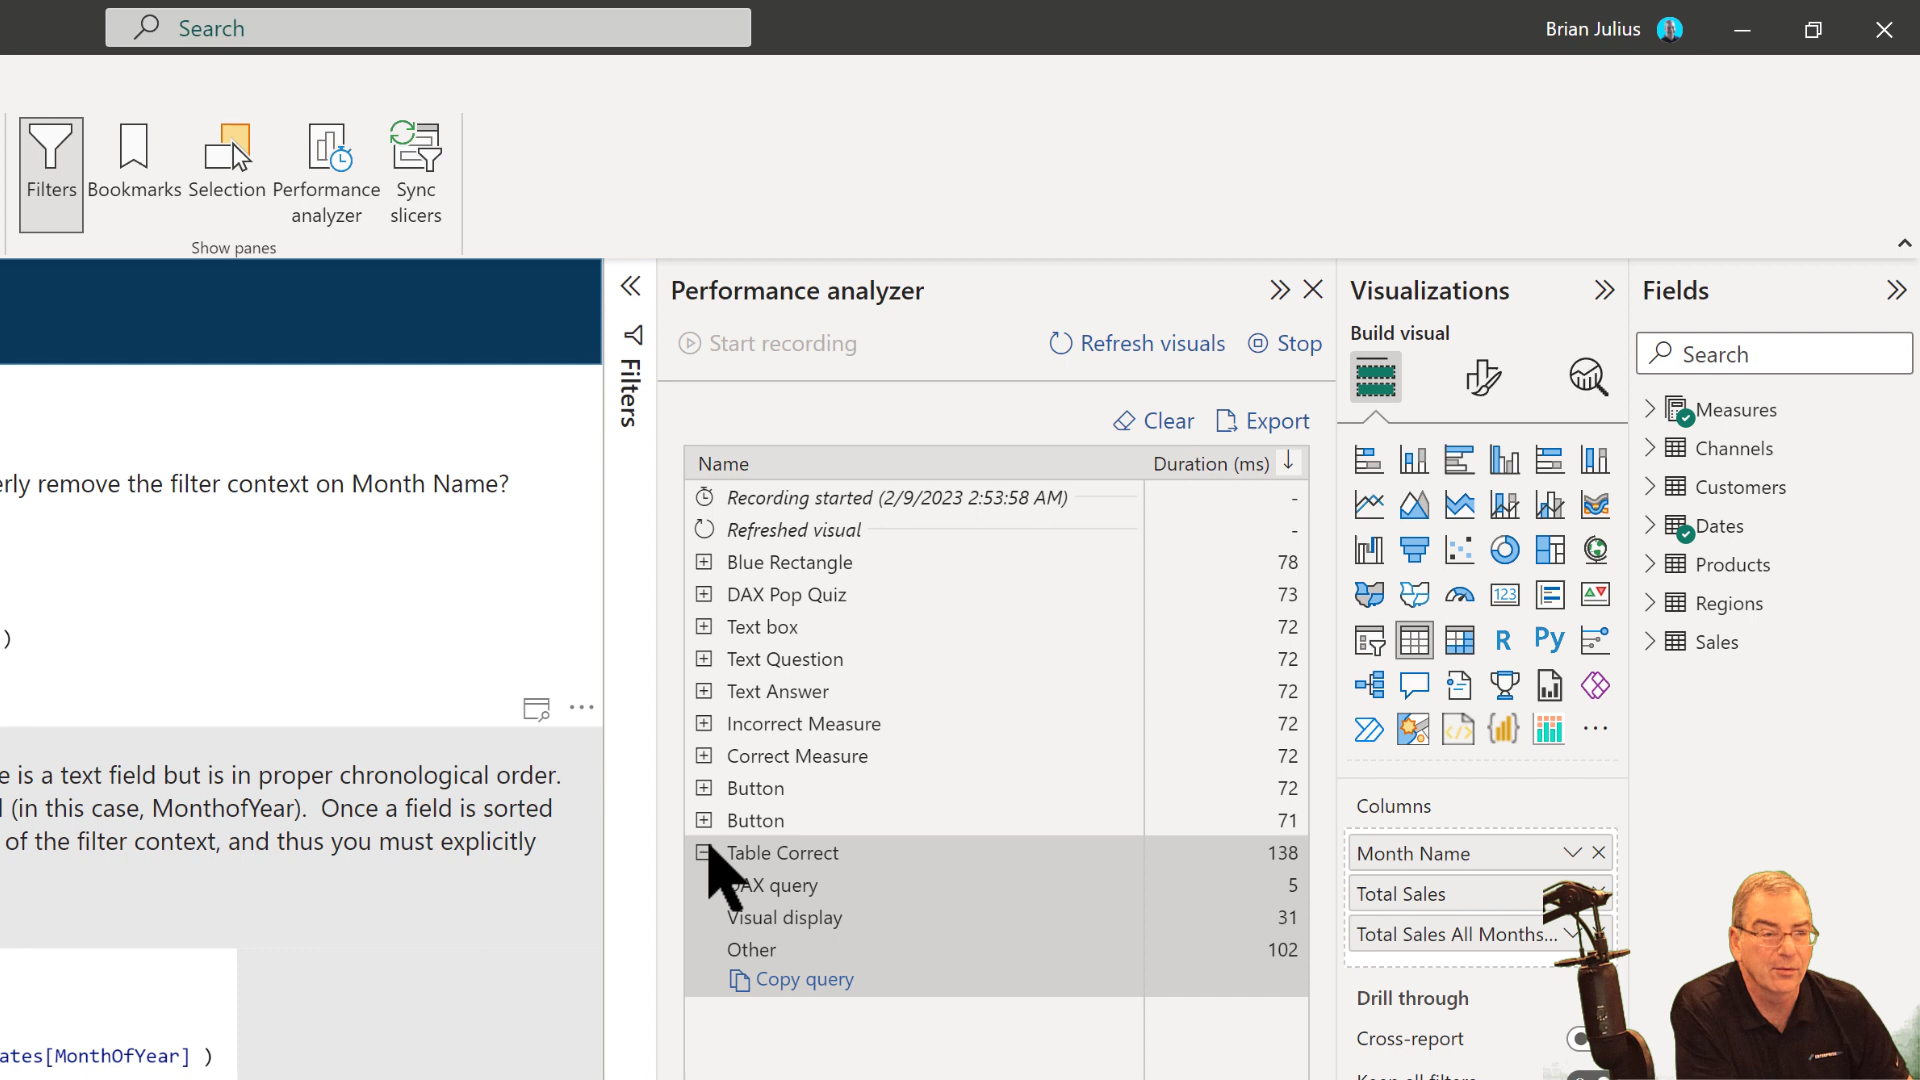 Search
Brian Julius
Filters
Bookmarks
Selection
Performance
analyzer
Sync
slicers
Show panes
erly remove the filter context on Month Name?
)
e is a text field but is in proper chronological order.
l (in this case, MonthofYear). Once a field is sorted
of the filter context, and thus you must explicitly
ates[MonthOfYear] )
Filters
Performance analyzer
Start recording
Refresh visuals
Stop
Clear
Export
Name Duration (ms)
Recording started (2/9/2023 2:53:58 AM) -
Refreshed visual -
Blue Rectangle 78
DAX Pop Quiz 73
Text box 72
Text Question 72
Text Answer 72
Incorrect Measure 72
Correct Measure 72
Button 72
Button 71
Table Correct 138
AX query 5
Visual display 31
Other 102
Copy query
Visualizations
Build visual
123
R
Py
Columns
Month Name
Total Sales
Total Sales All Months...
Drill through
Cross-report
Fields
Search
Measures
Channels
Customers
Dates
Products
Regions
Sales